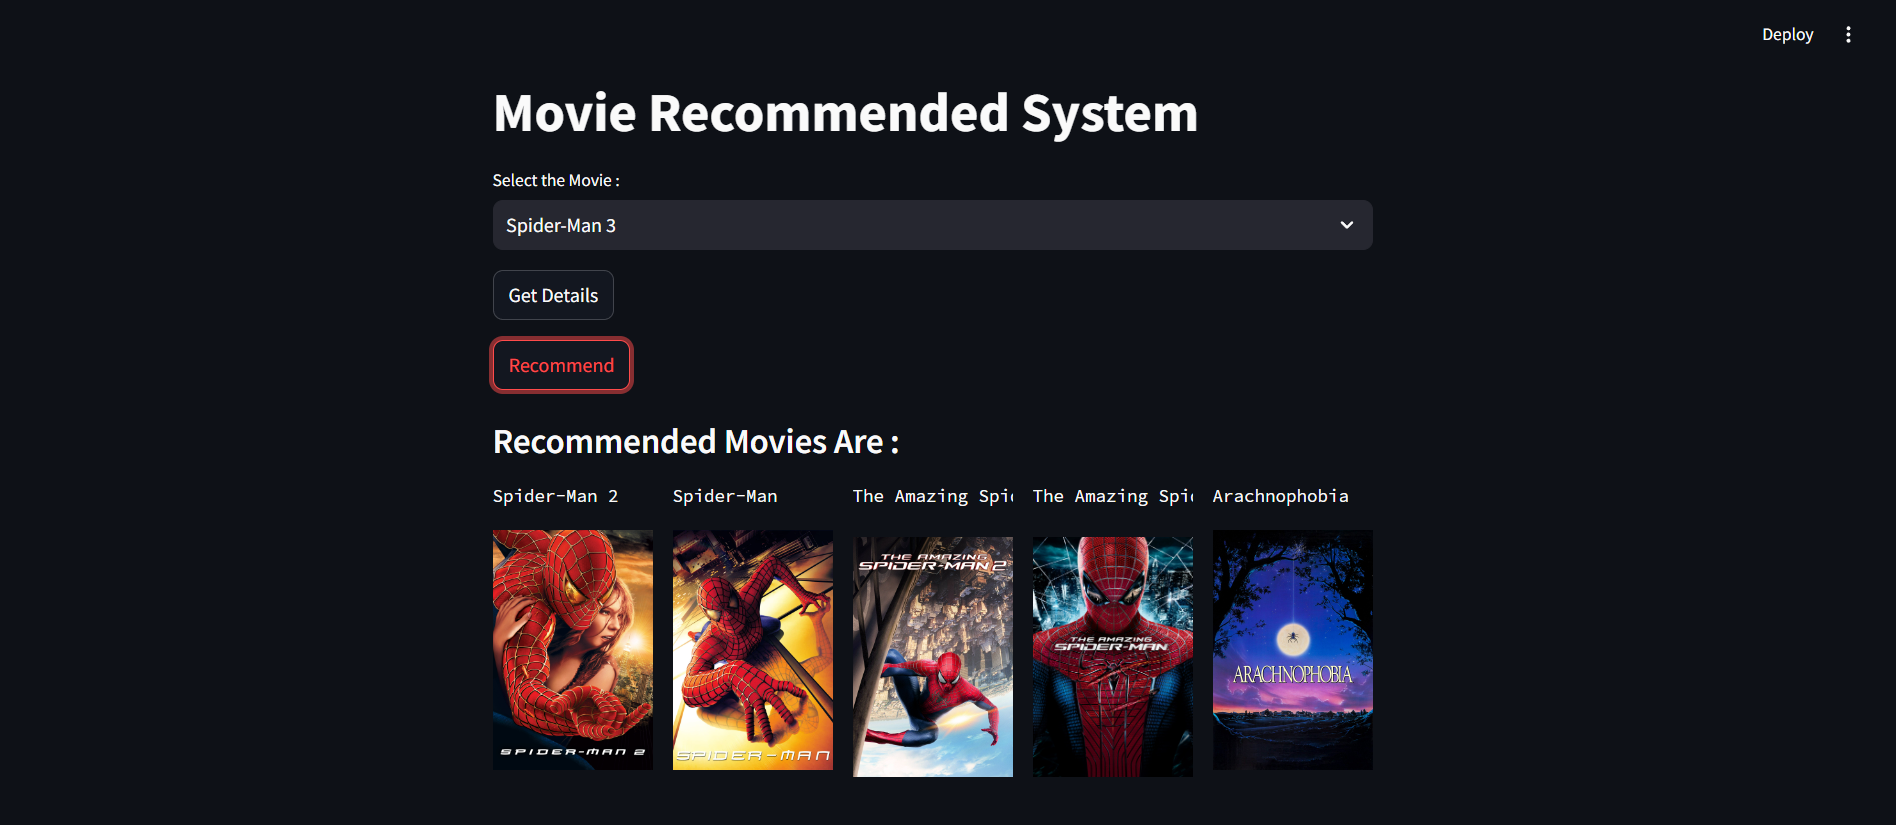 Deploy
Movie Recommended System
Select the Movie :
Spider-Man 3
Get Details
Recommend
Recommended Movies Are :
Spider-Man 2
Spider-Man
The Amazing Spi
The Amazing Spi
Arachnophobia
SPIDER-MAN 2
SPIDER-MAN
THE AMAZING
SPIDER-MAN 2
THE AMAZING
SPIDER-MAN
ARACHNOPHOBIA